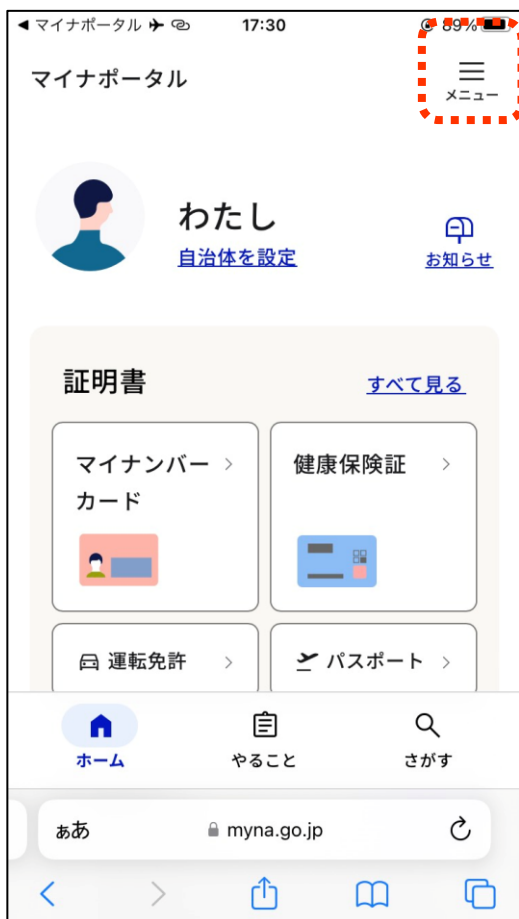 ◀ マイナポータル 17:30 89%
マイナポータル
メニュー
わたし
自治体を設定
お知らせ
証明書
すべて見る
マイナンバー
カード
健康保険証
運転免許
パスポート
ホーム
やること
さがす
ぁあ
myna.go.jp